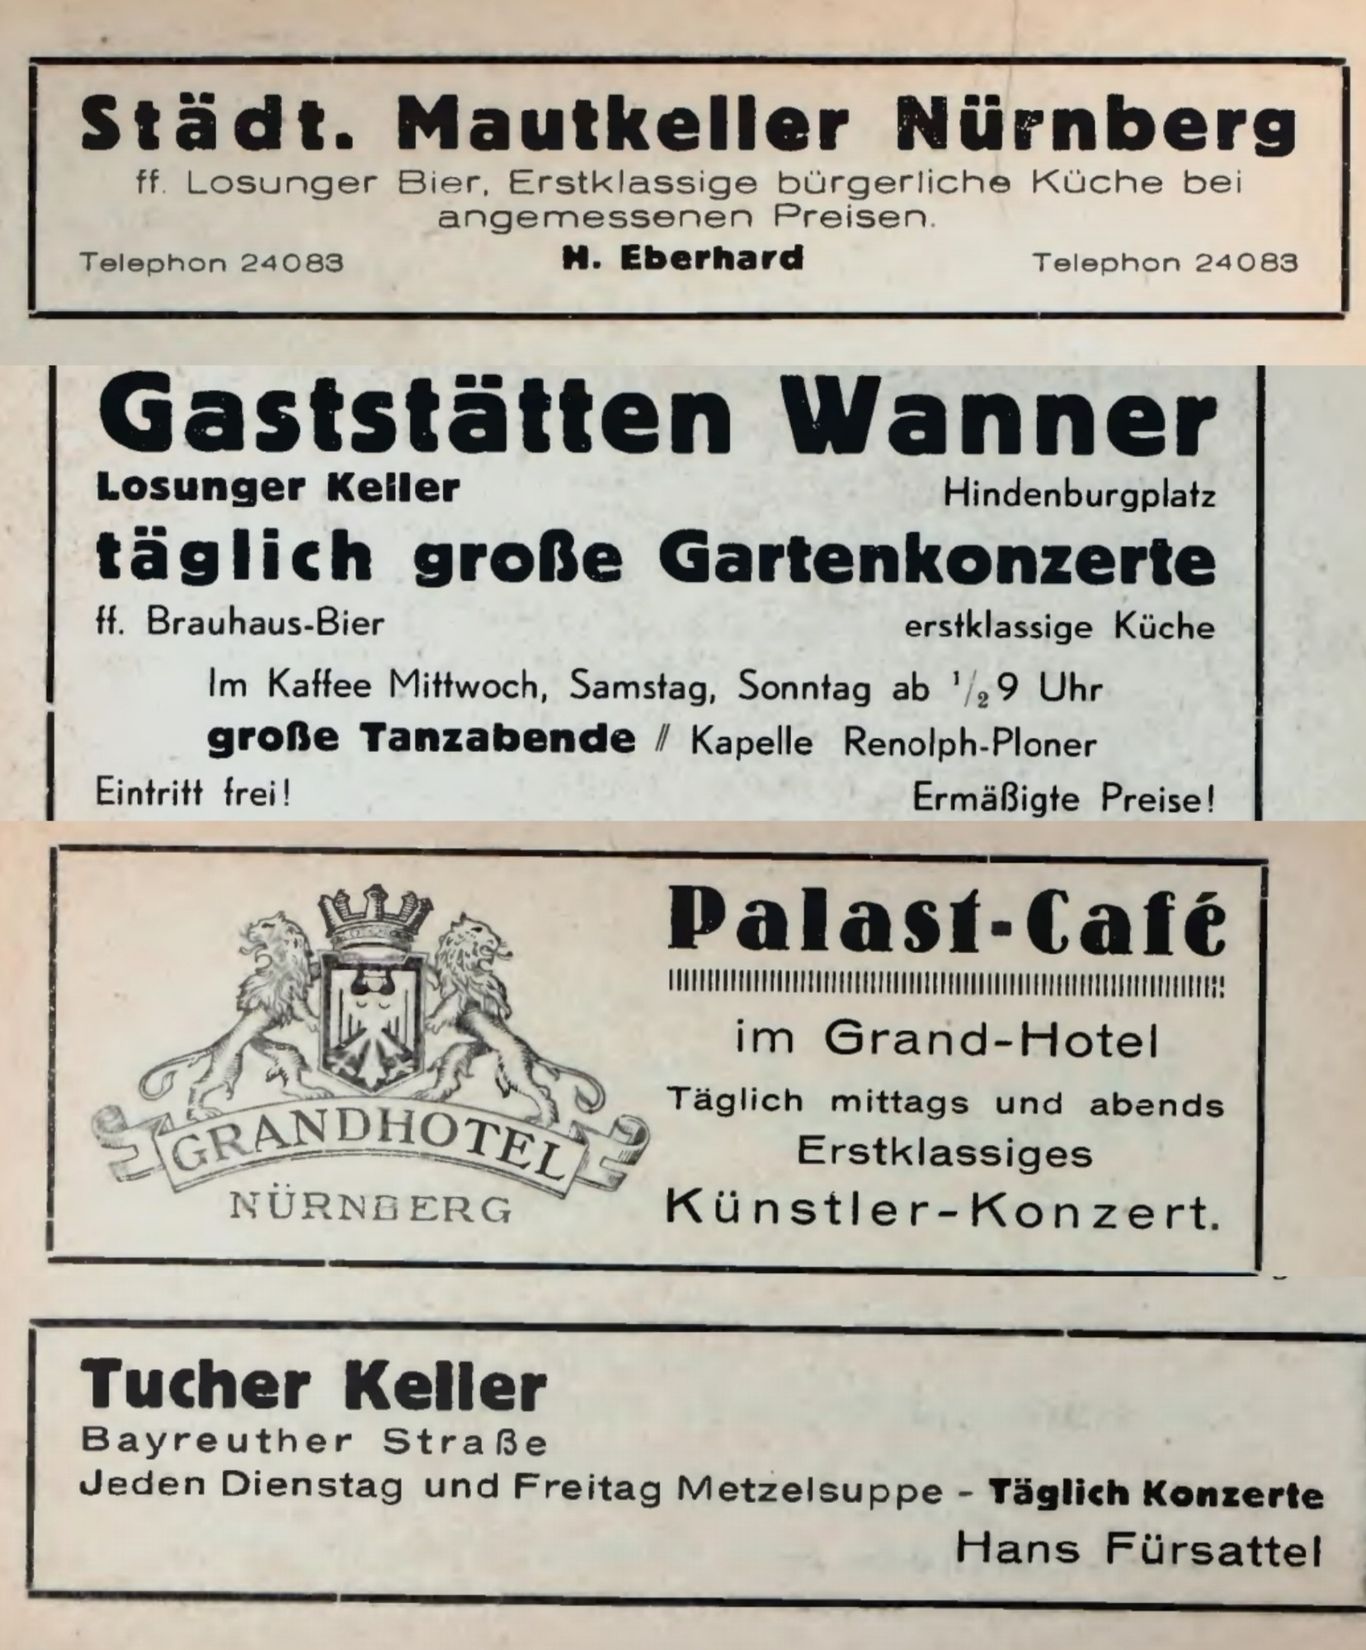 Städt. Mautkeller Nürnberg
ff. Losunger Bier, Erstklassige bürgerliche Küche bei
angemessenen Preisen.
Telephon 24083 H. Eberhard Telephon 24083
Gaststätten Wanner
Losunger Keller Hindenburgplatz
täglich große Gartenkonzerte
ff. Brauhaus-Bier erstklassige Küche
Im Kaffee Mittwoch, Samstag, Sonntag ab 1/2 9 Uhr
große Tanzabende // Kapelle Renolph-Ploner
Eintritt frei! Ermäßigte Preise!
GRANDHOTEL
NÜRNBERG
Palast-Café
im Grand-Hotel
Täglich mittags und abends
Erstklassiges
Künstler-Konzert.
Tucher Keller
Bayreuther Straße
Jeden Dienstag und Freitag Metzelsuppe - Täglich Konzerte
Hans Fürsattel